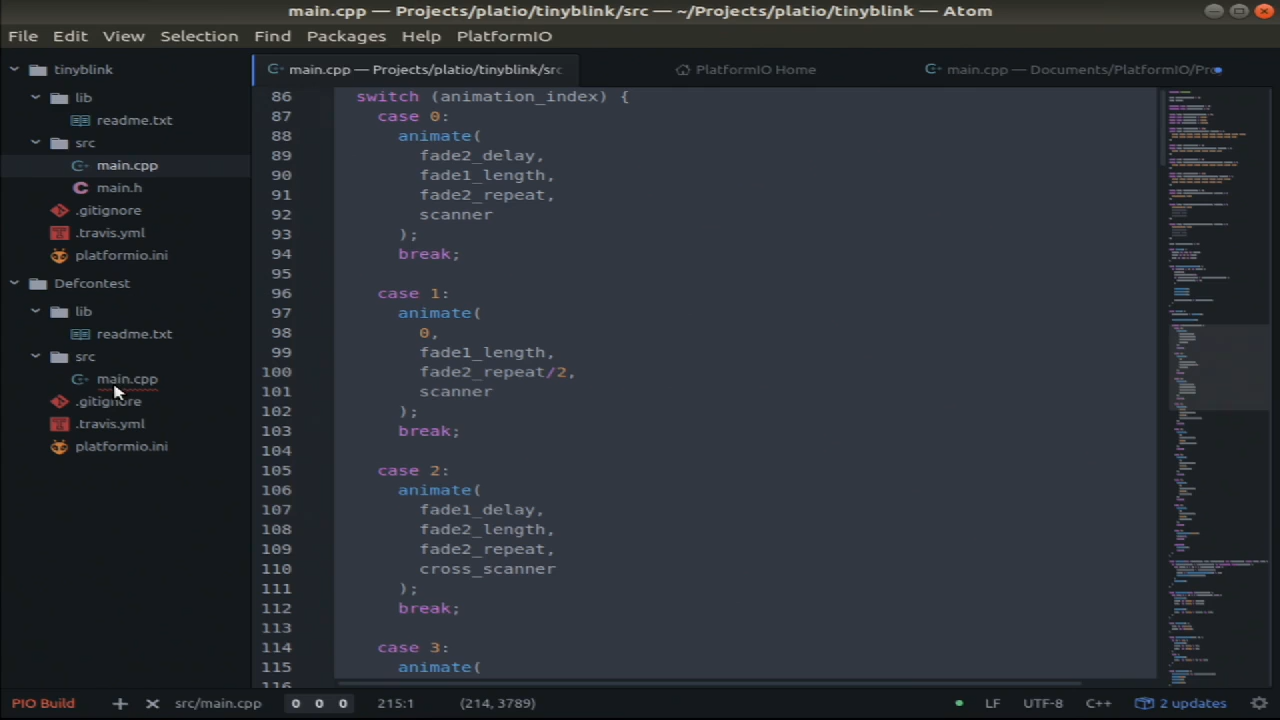 main.cpp — Projects/platio/tinyblink/src — ~/Projects/platio/tinyblink — Atom
File Edit View Selection Find Packages Help PlatformIO
tinyblink
lib
readme.txt
src
main.cpp
main.h
.gitignore
.travis.yml
platformio.ini
Defcontest
lib
readme.txt
src
main.cpp
.gitignore
.travis.yml
platformio.ini
main.cpp — Projects/platio/tinyblink/src
PlatformIO Home
main.cpp — Documents/PlatformIO/Pro
86 switch (animation_index) {
87 case 0:
88 animate(
89 fade2_delay,
90 fade1_length,
91 fade2_repeat,
92 scanner
93 );
94 break;
95
96 case 1:
97 animate(
98 0,
99 fade1_length,
100 fade2_repeat/2,
101 scanner
102 );
103 break;
104
105 case 2:
106 animate(
107 fade1_delay,
108 fade2_length,
109 fade2_repeat,
110 cross_scanner
111 );
112 break;
113
114 case 3:
115 animate(
116
PIO Build + src/main.cpp 0 0 0 215:1 (214, 3789) LF UTF-8 C++ 2 updates